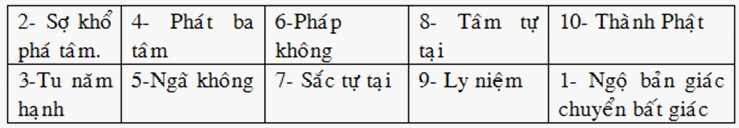 2- Sợ khổ phá tâm.
4- Phát ba tâm
6-Pháp không
8- Tâm tự tại
10- Thành Phật
3-Tu năm hạnh
5-Ngã không
7- Sắc tự tại
9- Ly niệm
1- Ngộ bản giác chuyển bất giác